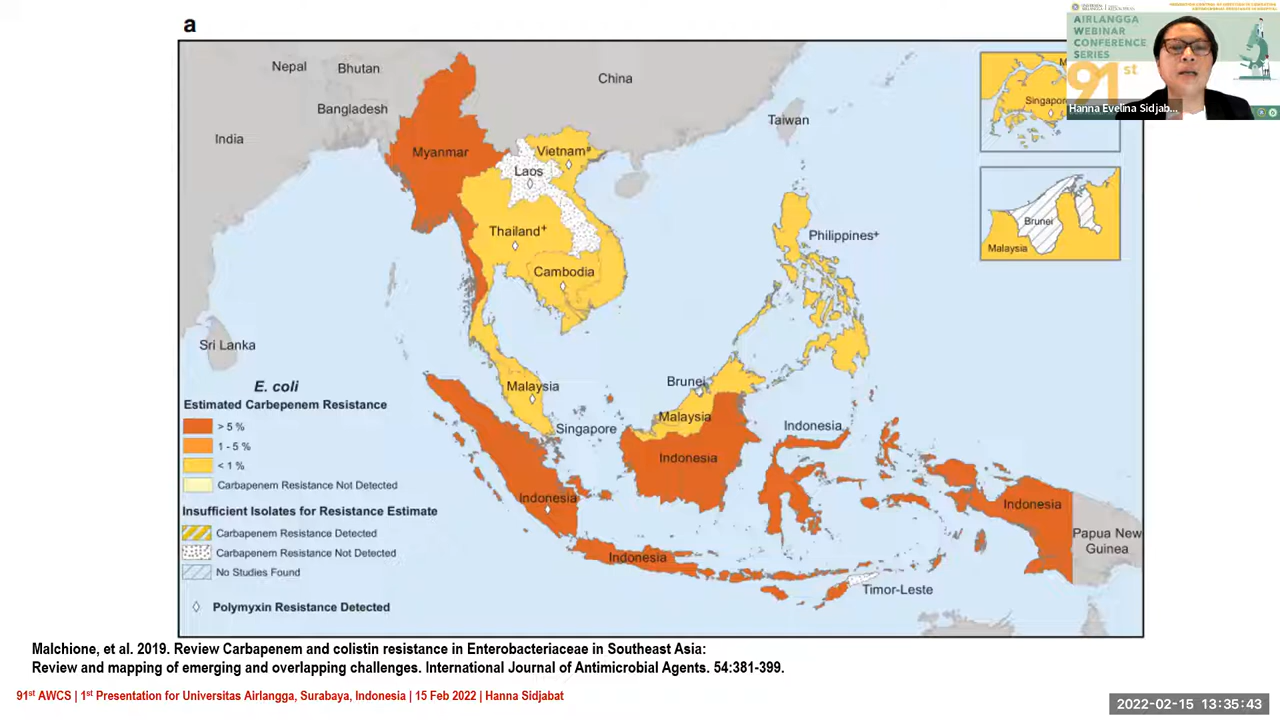 a
Nepal
Bhutan
China
Bangladesh
India
Taiwan
Myanmar
Vietnam#
Laos
Thailand+
Philippines+
Cambodia
Sri Lanka
Malaysia
Brunei
Malaysia
Singapore
Indonesia
Indonesia
Indonesia
Indonesia
Indonesia
Papua New
Guinea
Timor-Leste
Brunei
Malaysia
E. coli
Estimated Carbepenem Resistance
> 5 %
1 - 5 %
< 1 %
Carbapenem Resistance Not Detected
Insufficient Isolates for Resistance Estimate
Carbapenem Resistance Detected
Carbapenem Resistance Not Detected
No Studies Found
Polymyxin Resistance Detected
AIRLANGGA
WEBINAR
CONFERENCE
SERIES
91st
Hanna Evelina Sidjab...
Malchione, et al. 2019. Review Carbapenem and colistin resistance in Enterobacteriaceae in Southeast Asia:
Review and mapping of emerging and overlapping challenges. International Journal of Antimicrobial Agents. 54:381-399.
91st AWCS | 1st Presentation for Universitas Airlangga, Surabaya, Indonesia | 15 Feb 2022 | Hanna Sidjabat
2022-02-15 13:35:43